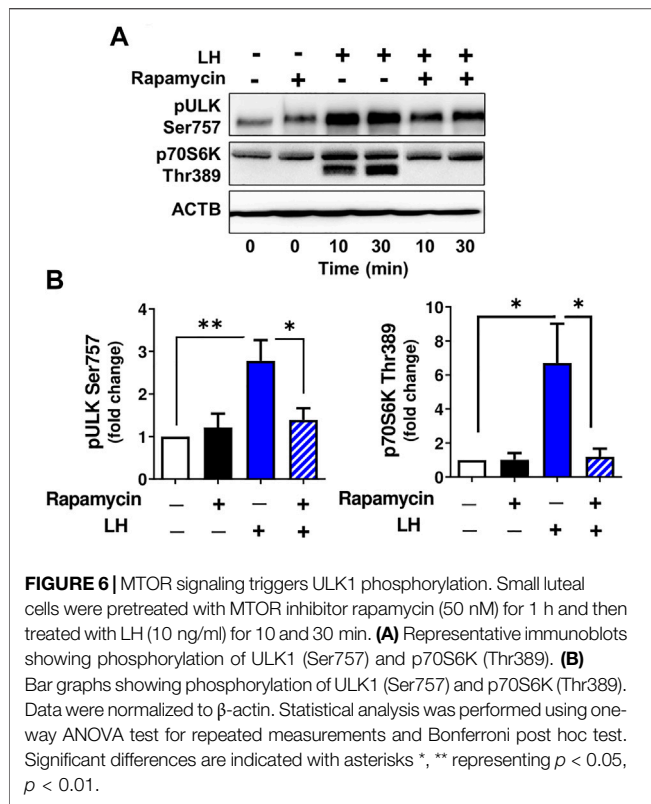 A
LH - - + + + +
Rapamycin - + - - + +
pULK
Ser757
p70S6K
Thr389
ACTB
0 0 10 30 10 30
Time (min)
B
pULK Ser757
(fold change)
4
3
2
1
0
** *
Rapamycin — + — +
LH — — + +
p70S6K Thr389
(fold change)
10
8
6
4
2
0
* *
Rapamycin — + — +
LH — — + +
FIGURE 6 | MTOR signaling triggers ULK1 phosphorylation. Small luteal
cells were pretreated with MTOR inhibitor rapamycin (50 nM) for 1 h and then
treated with LH (10 ng/ml) for 10 and 30 min. (A) Representative immunoblots
showing phosphorylation of ULK1 (Ser757) and p70S6K (Thr389). (B)
Bar graphs showing phosphorylation of ULK1 (Ser757) and p70S6K (Thr389).
Data were normalized to β-actin. Statistical analysis was performed using one-
way ANOVA test for repeated measurements and Bonferroni post hoc test.
Significant differences are indicated with asterisks *, ** representing p < 0.05,
p < 0.01.